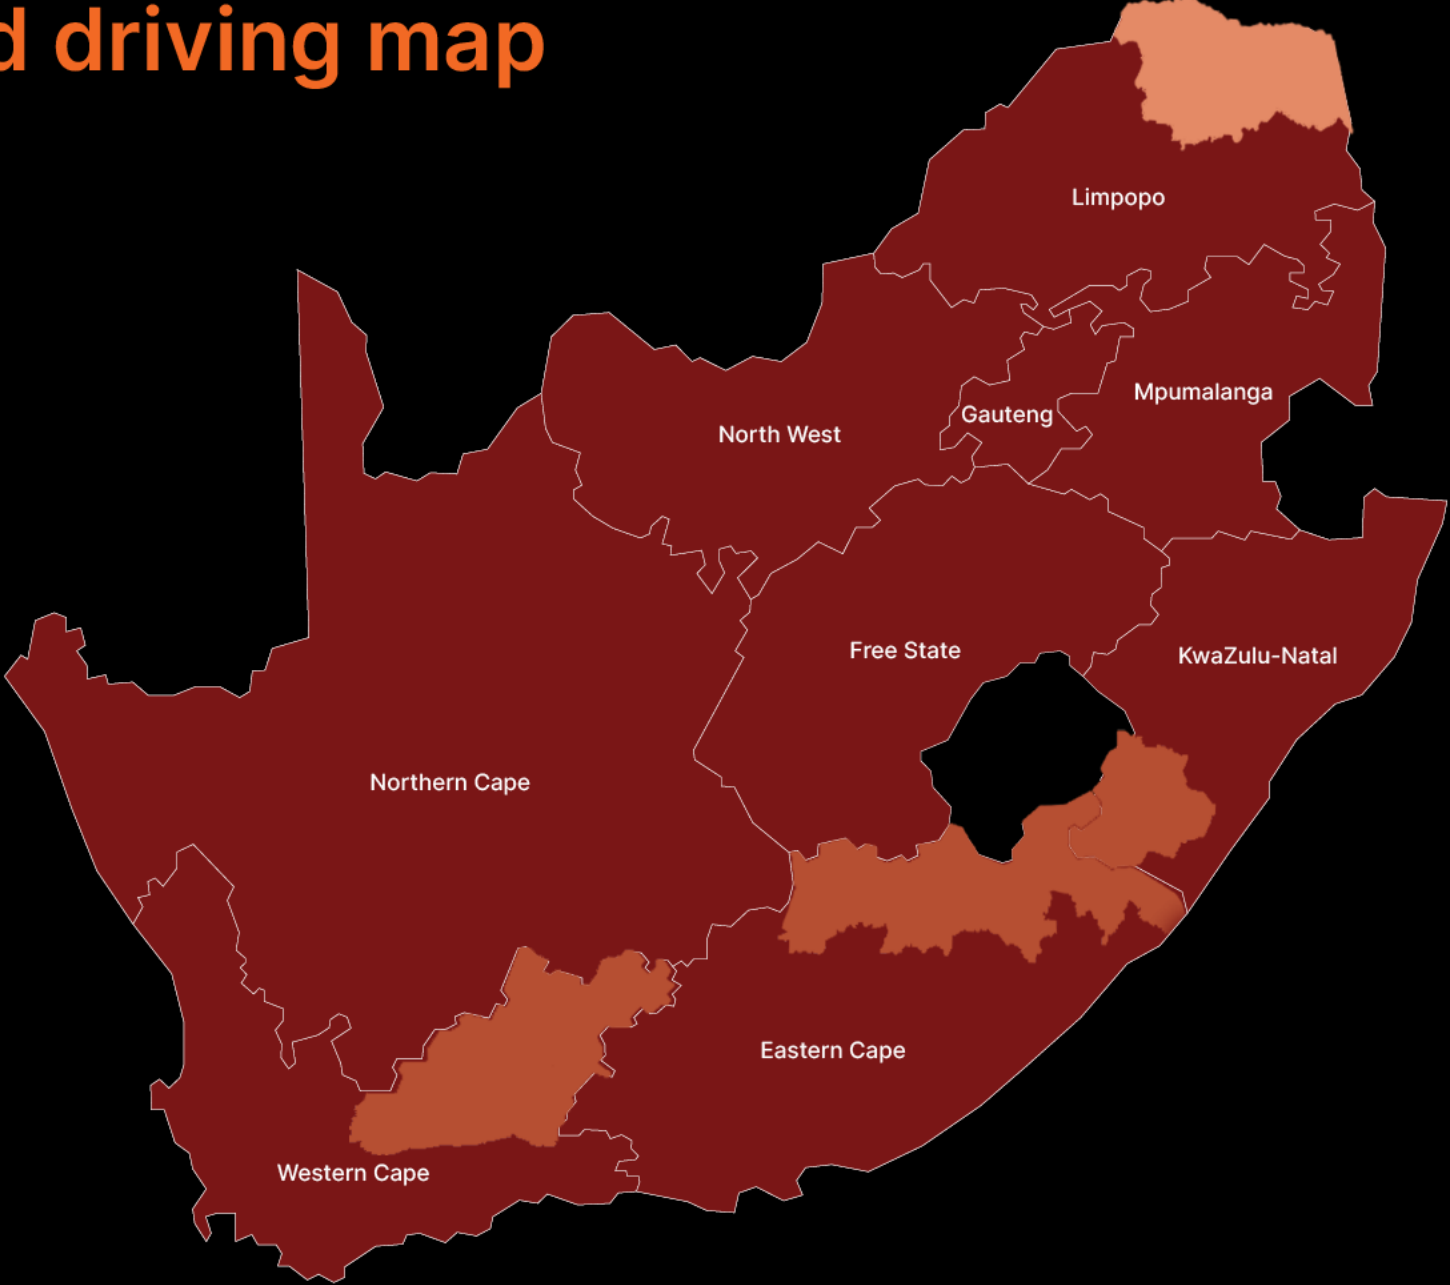 d driving map
Limpopo
Mpumalanga
Gauteng
North West
Free State
KwaZulu-Natal
Northern Cape
Eastern Cape
Western Cape